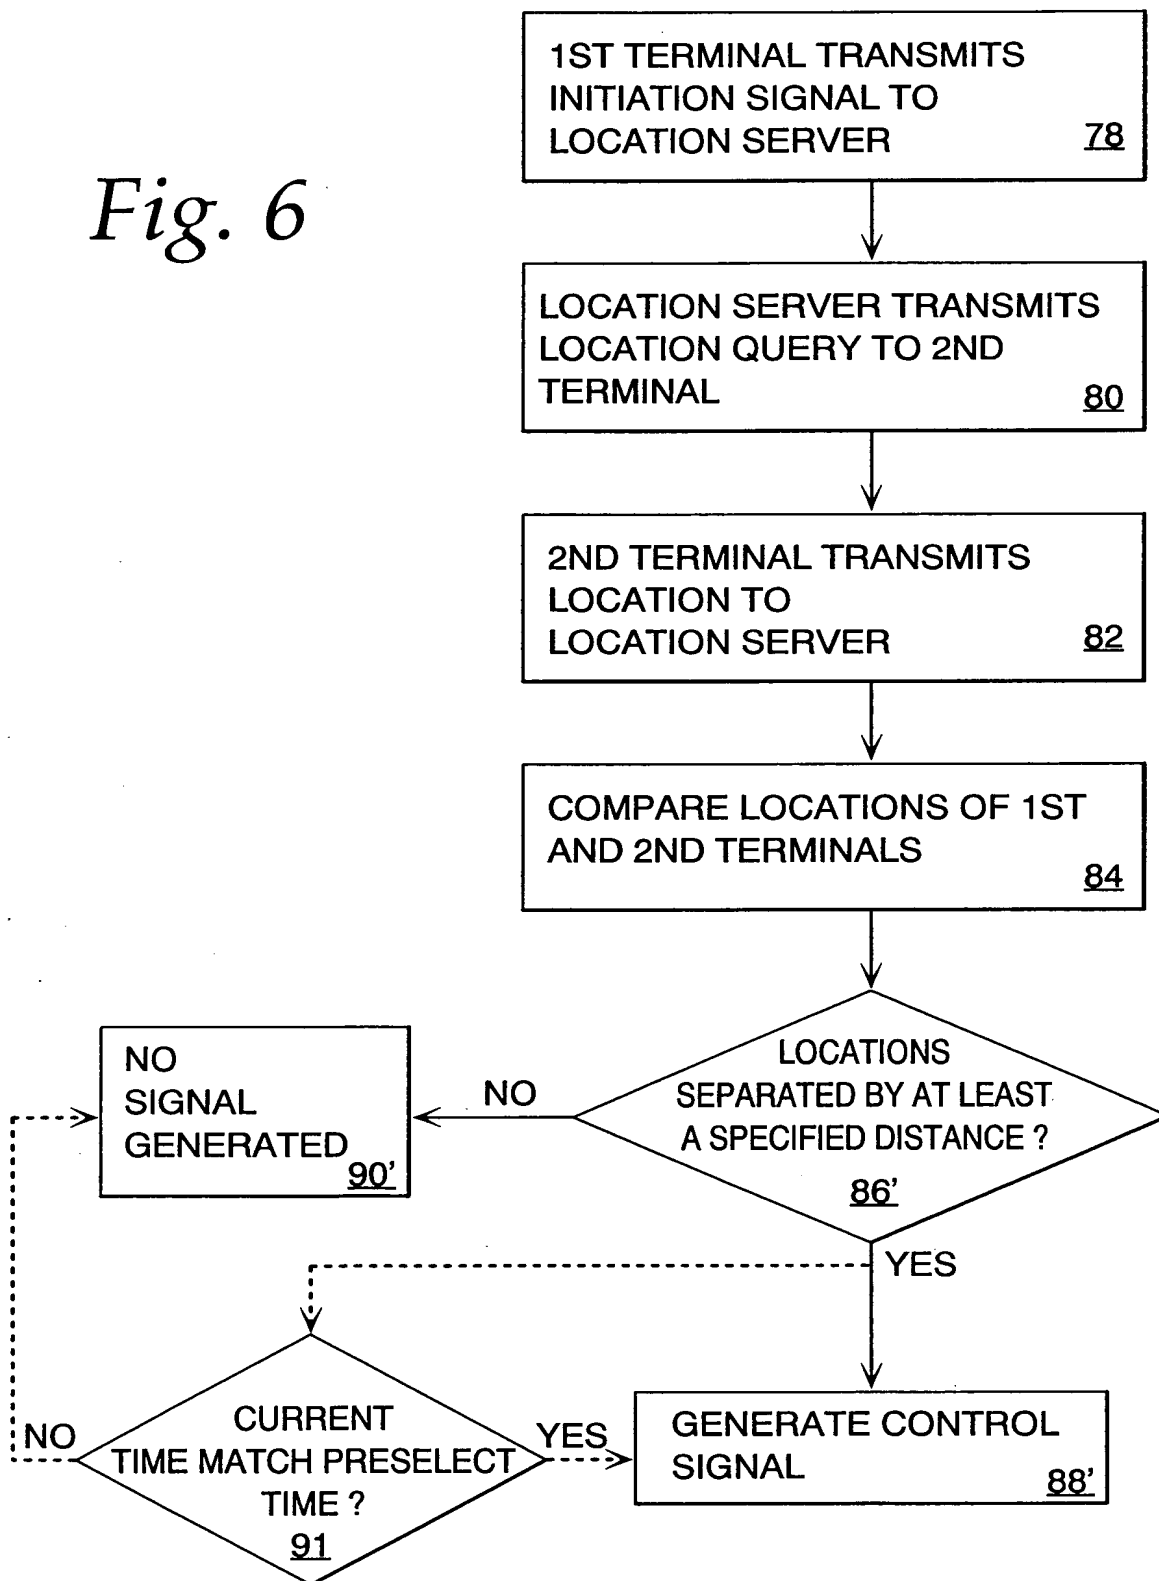 Fig. 6
1ST TERMINAL TRANSMITS
INITIATION SIGNAL TO
LOCATION SERVER
78
LOCATION SERVER TRANSMITS
LOCATION QUERY TO 2ND
TERMINAL
80
2ND TERMINAL TRANSMITS
LOCATION TO
LOCATION SERVER
82
COMPARE LOCATIONS OF 1ST
AND 2ND TERMINALS
84
LOCATIONS
SEPARATED BY AT LEAST
A SPECIFIED DISTANCE ?
86'
NO
NO
SIGNAL
GENERATED
90'
YES
CURRENT
TIME MATCH PRESELECT
TIME ?
91
NO
YES
GENERATE CONTROL
SIGNAL
88'